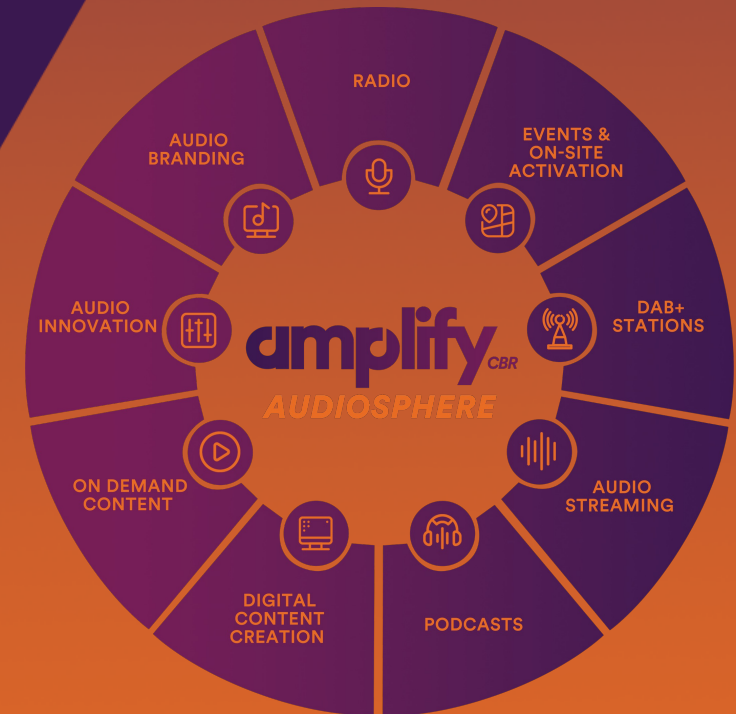 RADIO
EVENTS &
ON-SITE
ACTIVATION
DAB+
STATIONS
AUDIO
STREAMING
PODCASTS
DIGITAL
CONTENT
CREATION
ON DEMAND
CONTENT
AUDIO
INNOVATION
AUDIO
BRANDING
amplify CBR
AUDIOSPHERE